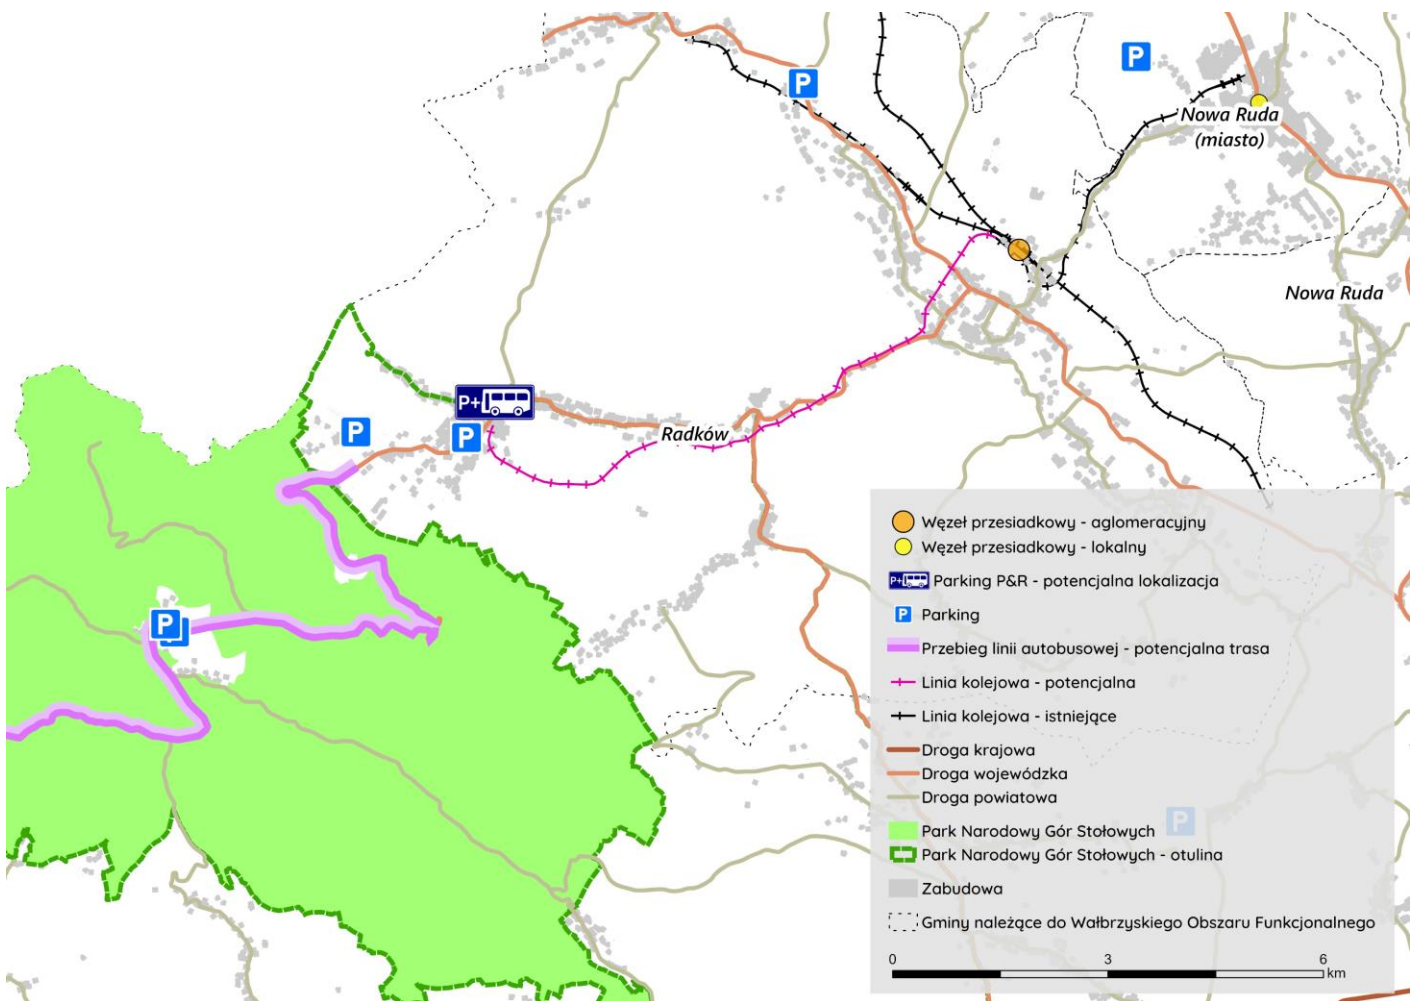 P
P
Nowa Ruda
(miasto)
Nowa Ruda
P+
P
P
Radków
P
Węzeł przesiadkowy - aglomeracyjny
Węzeł przesiadkowy - lokalny
P+ Parking P&R - potencjalna lokalizacja
P Parking
Przebieg linii autobusowej - potencjalna trasa
Linia kolejowa - potencjalna
Linia kolejowa - istniejące
Droga krajowa
Droga wojewódzka
Droga powiatowa
P
Park Narodowy Gór Stołowych
Park Narodowy Gór Stołowych - otulina
Zabudowa
Gminy należące do Wałbrzyskiego Obszaru Funkcjonalnego
0 3 6
km